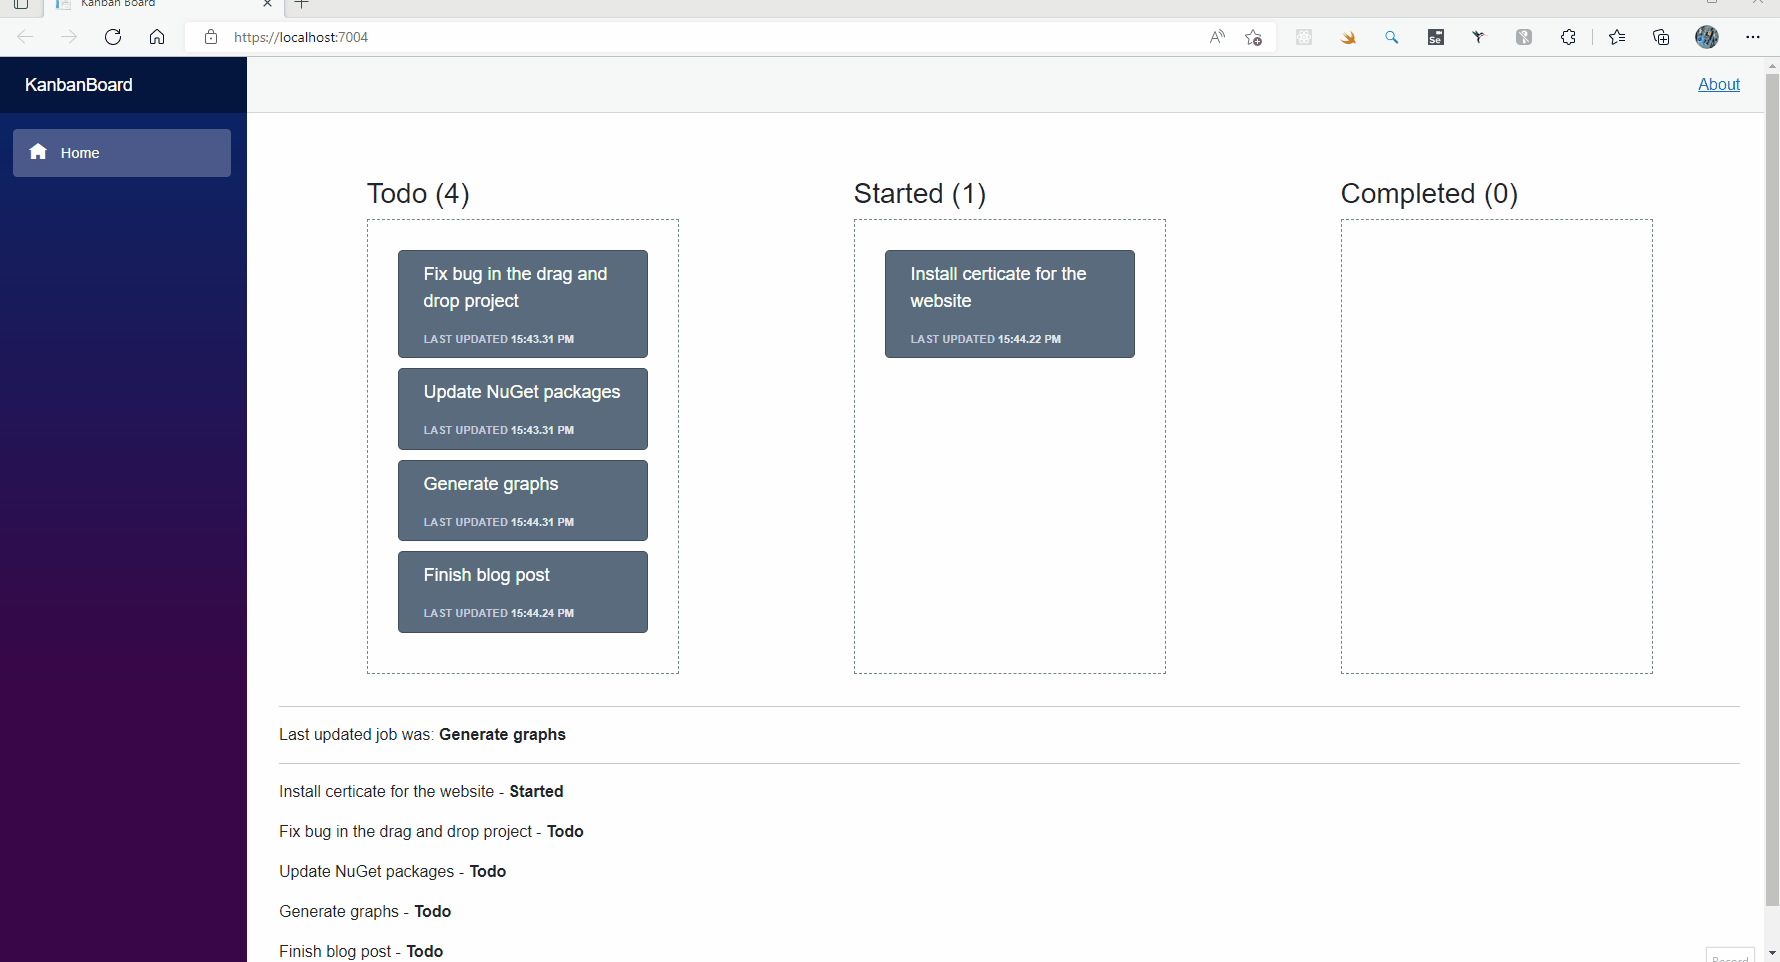 Kanban Board
https://localhost:7004
Se
KanbanBoard
About
Home
Todo (4)
Started (1)
Completed (0)
Fix bug in the drag and
drop project
LAST UPDATED 15:43.31 PM
Update NuGet packages
LAST UPDATED 15:43.31 PM
Generate graphs
LAST UPDATED 15:44.31 PM
Finish blog post
LAST UPDATED 15:44.24 PM
Install certicate for the
website
LAST UPDATED 15:44.22 PM
Last updated job was: Generate graphs
Install certicate for the website - Started
Fix bug in the drag and drop project - Todo
Update NuGet packages - Todo
Generate graphs - Todo
Finish blog post - Todo
Record